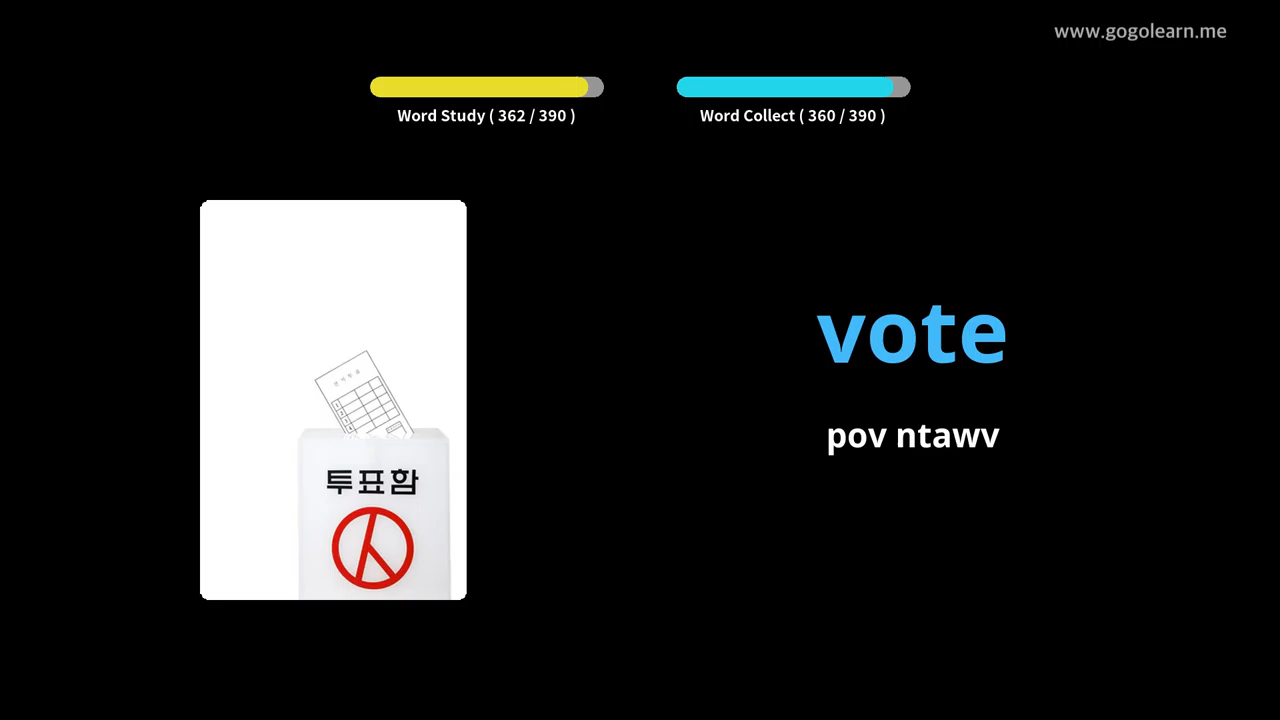 www.gogolearn.me
Word Study ( 362 / 390 )
Word Collect ( 360 / 390 )
vote
pov ntawv
투표함